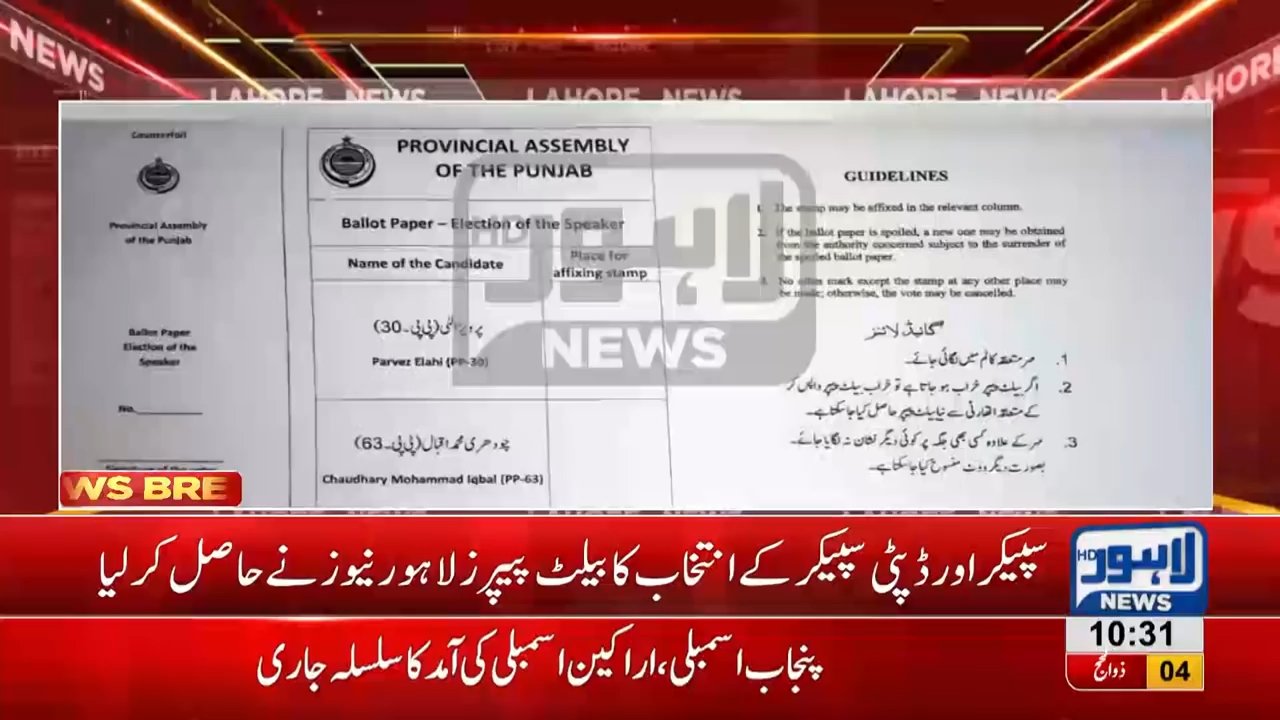 NEWS
LAHORE NEWS
LAHORE NEWS
LAHORE NEWS
LAHORE
Counterfoil
Provincial Assembly
of the Punjab
Ballot Paper
Election of the
Speaker
No.
PROVINCIAL ASSEMBLY
OF THE PUNJAB
Ballot Paper – Election of the Speaker
Name of the Candidate
Place for
affixing stamp
پرویز الٰہی (پی پی۔30)
Parvez Elahi (PP-30)
چودھری محمد اقبال (پی پی۔63)
Chaudhary Mohammad Iqbal (PP-63)
GUIDELINES
1. The stamp may be affixed in the relevant column.
2. If the ballot paper is spoiled, a new one may be obtained
from the authority concerned subject to the surrender of
the spoiled ballot paper.
3. No other mark except the stamp at any other place may
be made; otherwise, the vote may be cancelled.
گائیڈ لائنز
1. مہر متعلقہ کالم میں لگائی جائے۔
2. اگر بیلٹ پیپر خراب ہو جاتا ہے تو خراب بیلٹ پیپر واپس کر
کے متعلقہ اتھارٹی سے نیا بیلٹ پیپر حاصل کیا جا سکتا ہے۔
3. مہر کے علاوہ کسی بھی جگہ پر کوئی دیگر نشان نہ لگایا جائے۔
بصورت دیگر ووٹ منسوخ کیا جا سکتا ہے۔
HD لاہور
NEWS
WS BRE
سپیکر اور ڈپٹی سپیکر کے انتخاب کا بیلٹ پیپرز لاہور نیوز نے حاصل کر لیا
پنجاب اسمبلی، اراکین اسمبلی کی آمد کا سلسلہ جاری
HD لاہور
NEWS
10:31
04 ذوالحج